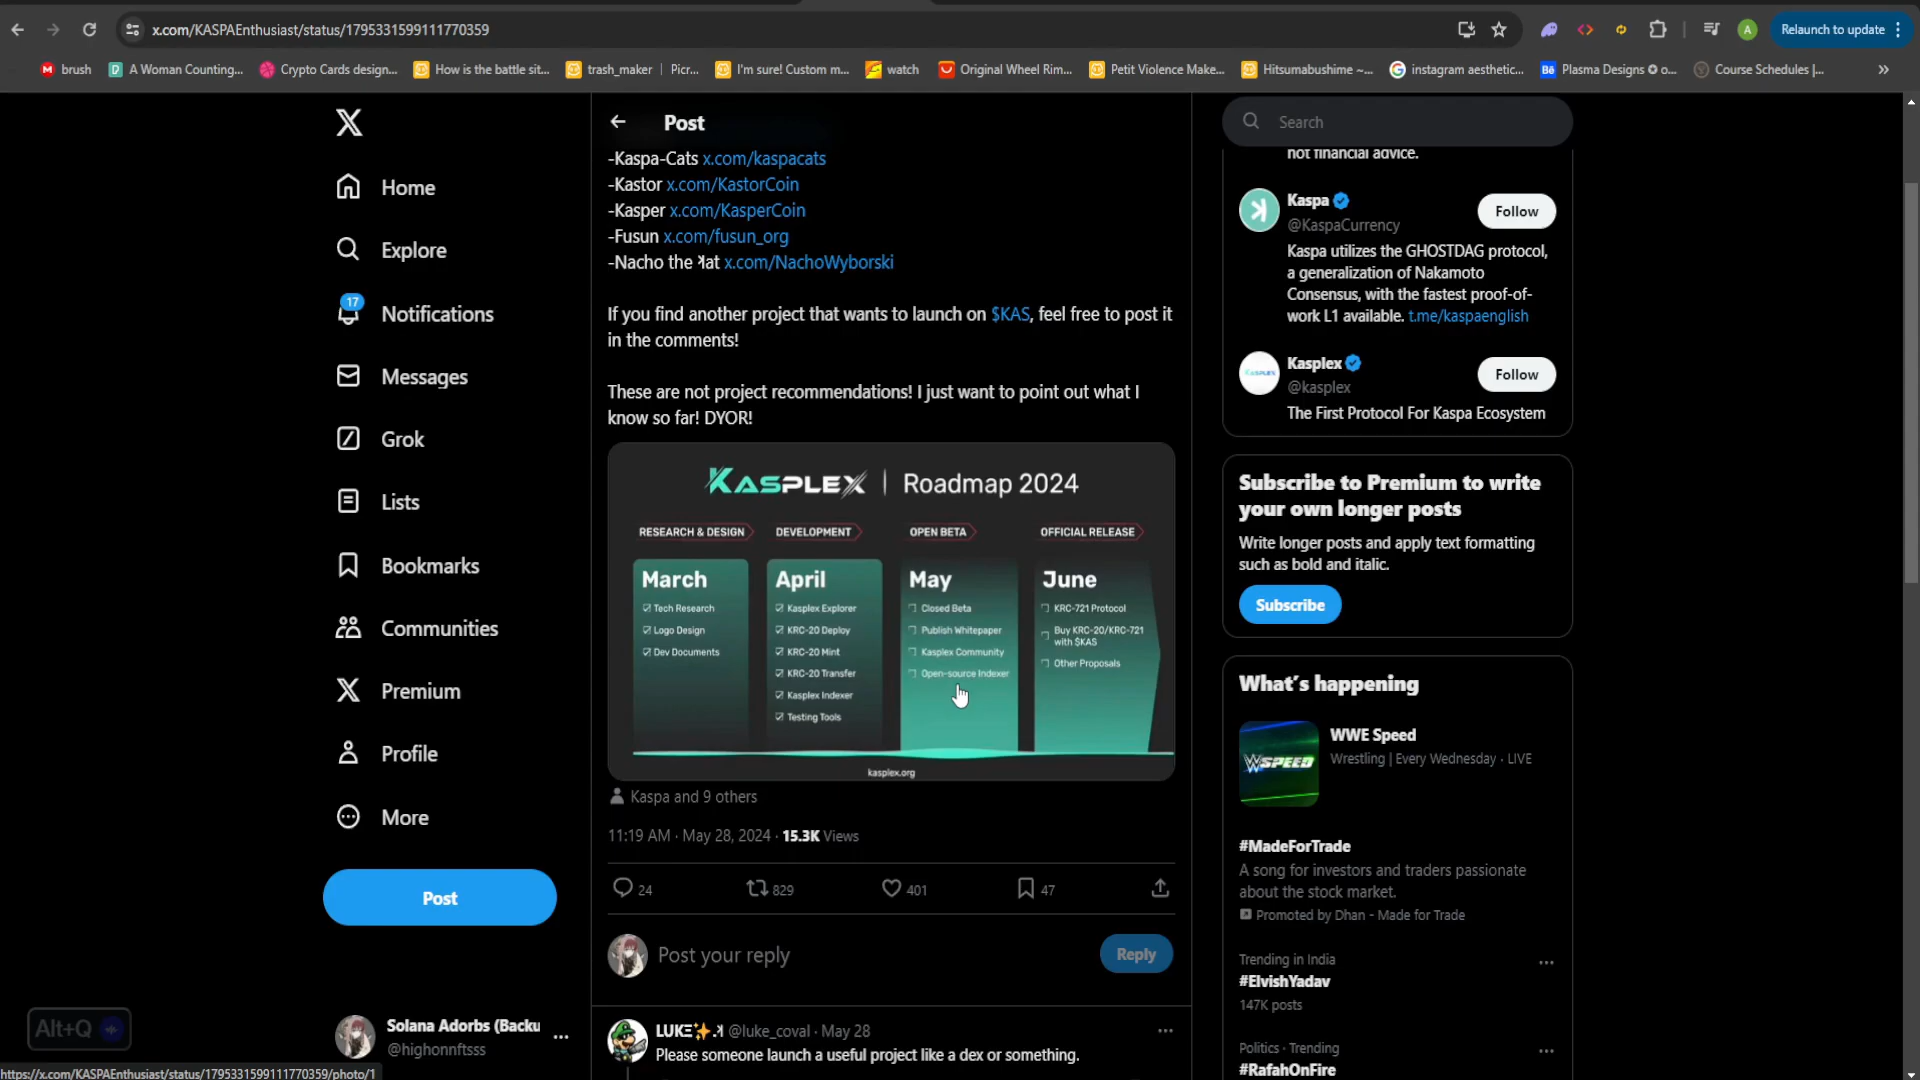 x.com/KASPAEnthusiast/status/1795331599111770359
Relaunch to update
A
brush
A Woman Counting...
Crypto Cards design...
How is the battle sit...
trash_maker | Picr...
I'm sure! Custom m...
watch
Original Wheel Rim...
Petit Violence Make...
Hitsumabushime ~...
instagram aesthetic...
Plasma Designs ✪ o...
Course Schedules |...
Home
Explore
17
Notifications
Messages
Grok
Lists
Bookmarks
Communities
Premium
Profile
More
Post
Alt+Q
Solana Adorbs (Backu
@highonnftsss
https://x.com/KASPAEnthusiast/status/1795331599111770359/photo/1
Post
-Kaspa-Cats x.com/kaspacats
-Kastor x.com/KastorCoin
-Kasper x.com/KasperCoin
-Fusun x.com/fusun_org
-Nacho the 𐤊at x.com/NachoWyborski
If you find another project that wants to launch on $KAS, feel free to post it
in the comments!
These are not project recommendations! I just want to point out what I
know so far! DYOR!
KASPLEX | Roadmap 2024
RESEARCH & DESIGN
DEVELOPMENT
OPEN BETA
OFFICIAL RELEASE
March
Tech Research
Logo Design
Dev Documents
April
Kasplex Explorer
KRC-20 Deploy
KRC-20 Mint
KRC-20 Transfer
Kasplex Indexer
Testing Tools
May
Closed Beta
Publish Whitepaper
Kasplex Community
Open-source Indexer
June
KRC-721 Protocol
Buy KRC-20/KRC-721
with $KAS
Other Proposals
kasplex.org
Kaspa and 9 others
11:19 AM · May 28, 2024 · 15.3K Views
24
829
401
47
Post your reply
Reply
LUKΞ✨.𐤊 @luke_coval · May 28
Please someone launch a useful project like a dex or something.
Search
not financial advice.
Kaspa
@KaspaCurrency
Follow
Kaspa utilizes the GHOSTDAG protocol,
a generalization of Nakamoto
Consensus, with the fastest proof-of-
work L1 available. t.me/kaspaenglish
Kasplex
@kasplex
Follow
The First Protocol For Kaspa Ecosystem
Subscribe to Premium to write
your own longer posts
Write longer posts and apply text formatting
such as bold and italic.
Subscribe
What's happening
WWE Speed
Wrestling | Every Wednesday · LIVE
#MadeForTrade
A song for investors and traders passionate
about the stock market.
Promoted by Dhan - Made for Trade
Trending in India
#ElvishYadav
147K posts
Politics · Trending
#RafahOnFire